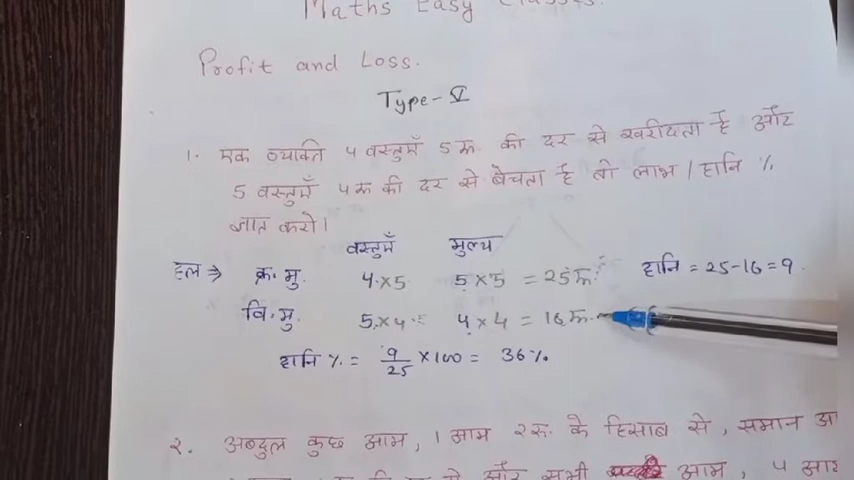 Maths Easy Classes.
Profit and Loss.
Type-V
1. एक व्यक्ति 4 वस्तुएँ 5 रू. की दर से खरीदता है और
5 वस्तुएँ 4 रू की दर से बेचता है तो लाभ / हानि %
ज्ञात करो।
वस्तुएँ मुल्य
हल ⇒ क्र. मु. 4×5 5×5 = 25 रू. हानि = 25-16 = 9.
वि. मु. 5×4 4×4 = 16 रू.
हानि % = 9/25 ×100 = 36%.
२. अब्दुल कुछ आम, 1 आम 2 रू. के हिसाब से, समान
और सभी आम, 4